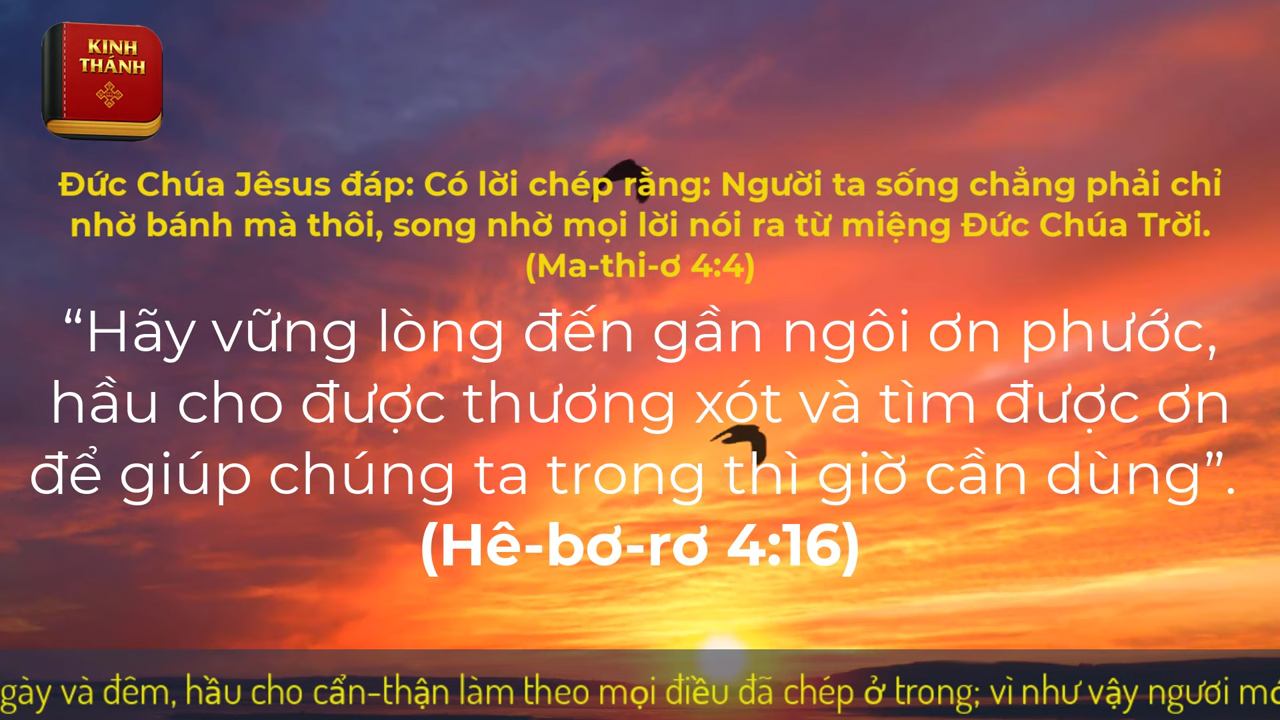 KINH
THÁNH
Đức Chúa Jêsus đáp: Có lời chép rằng: Người ta sống chẳng phải chỉ
nhờ bánh mà thôi, song nhờ mọi lời nói ra từ miệng Đức Chúa Trời.
(Ma-thi-ơ 4:4)
“Hãy vững lòng đến gần ngôi ơn phước,
hầu cho được thương xót và tìm được ơn
để giúp chúng ta trong thì giờ cần dùng”.
(Hê-bơ-rơ 4:16)
gày và đêm, hầu cho cẩn-thận làm theo mọi điều đã chép ở trong; vì như vậy ngươi mớ